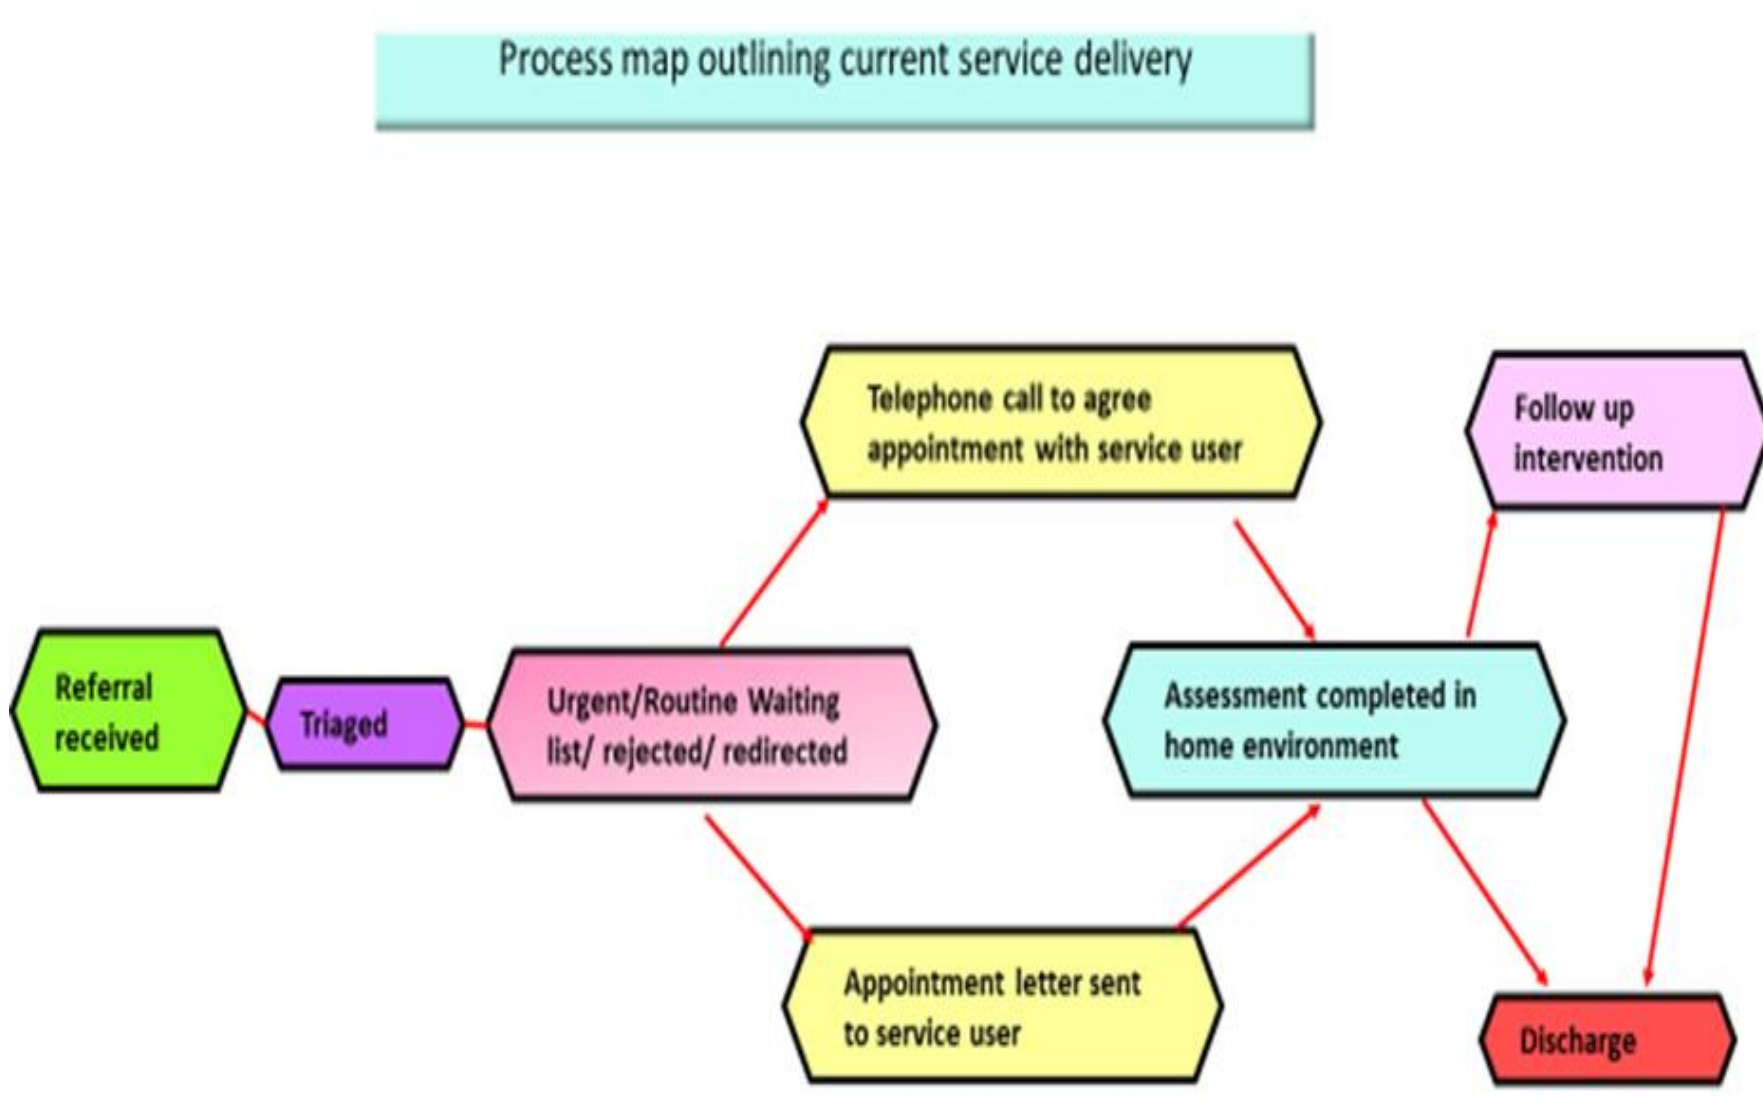 Process map outlining current service delivery
Telephone call to agree
appointment with service user
Follow up
intervention
Referral
received
Triaged
Urgent/Routine Waiting
list/ rejected/ redirected
Assessment completed in
home environment
Appointment letter sent
to service user
Discharge